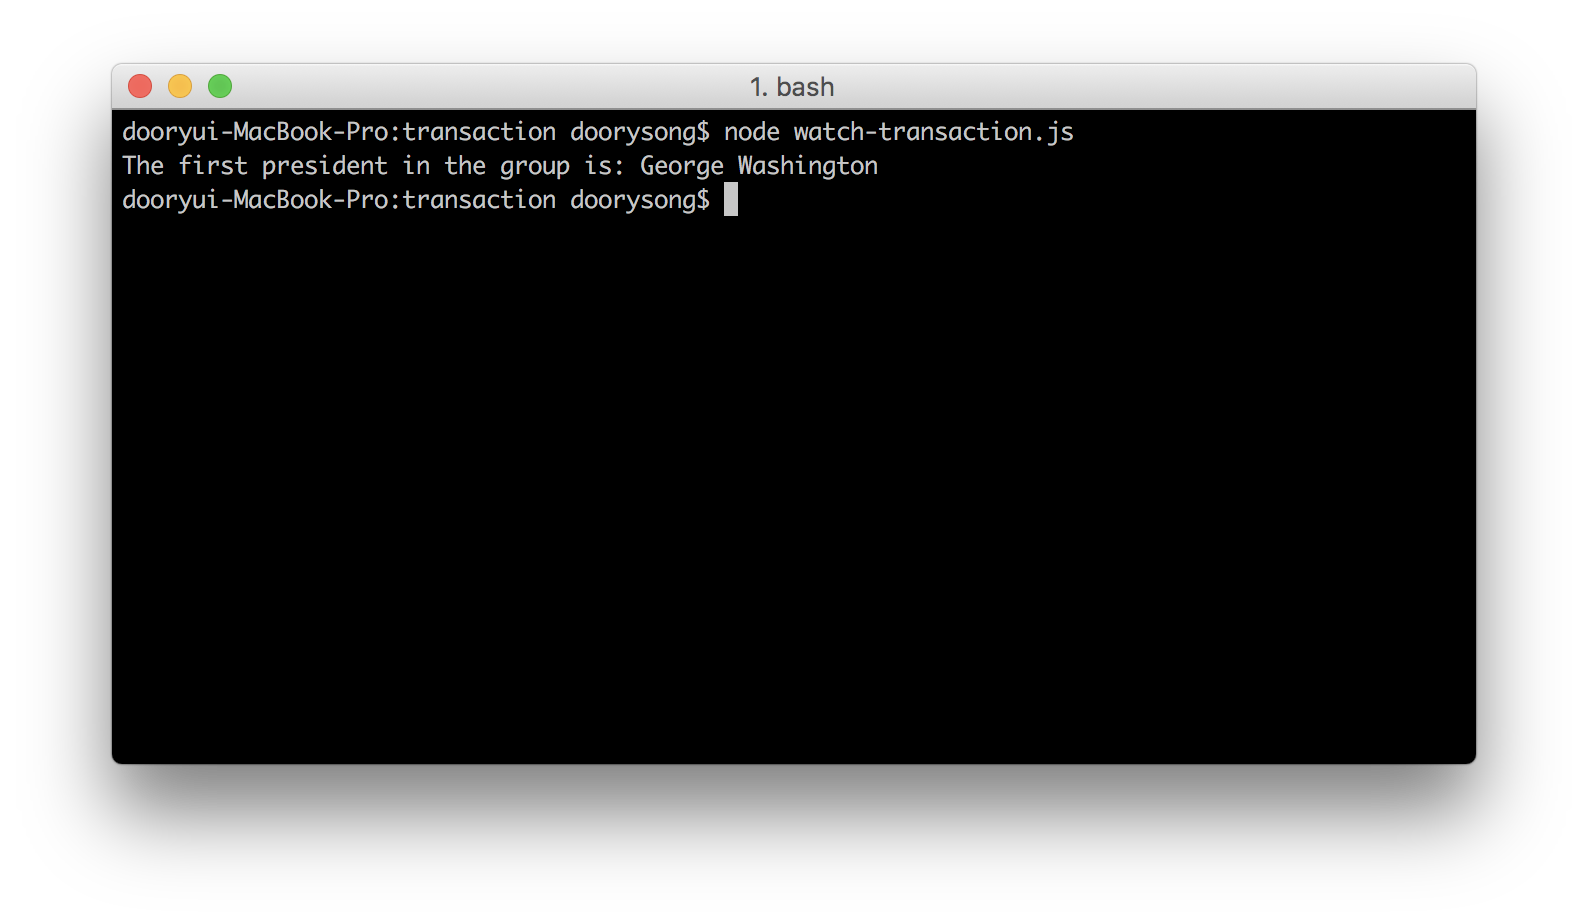 1. bash
dooryui-MacBook-Pro:transaction doorysong$ node watch-transaction.js
The first president in the group is: George Washington
dooryui-MacBook-Pro:transaction doorysong$